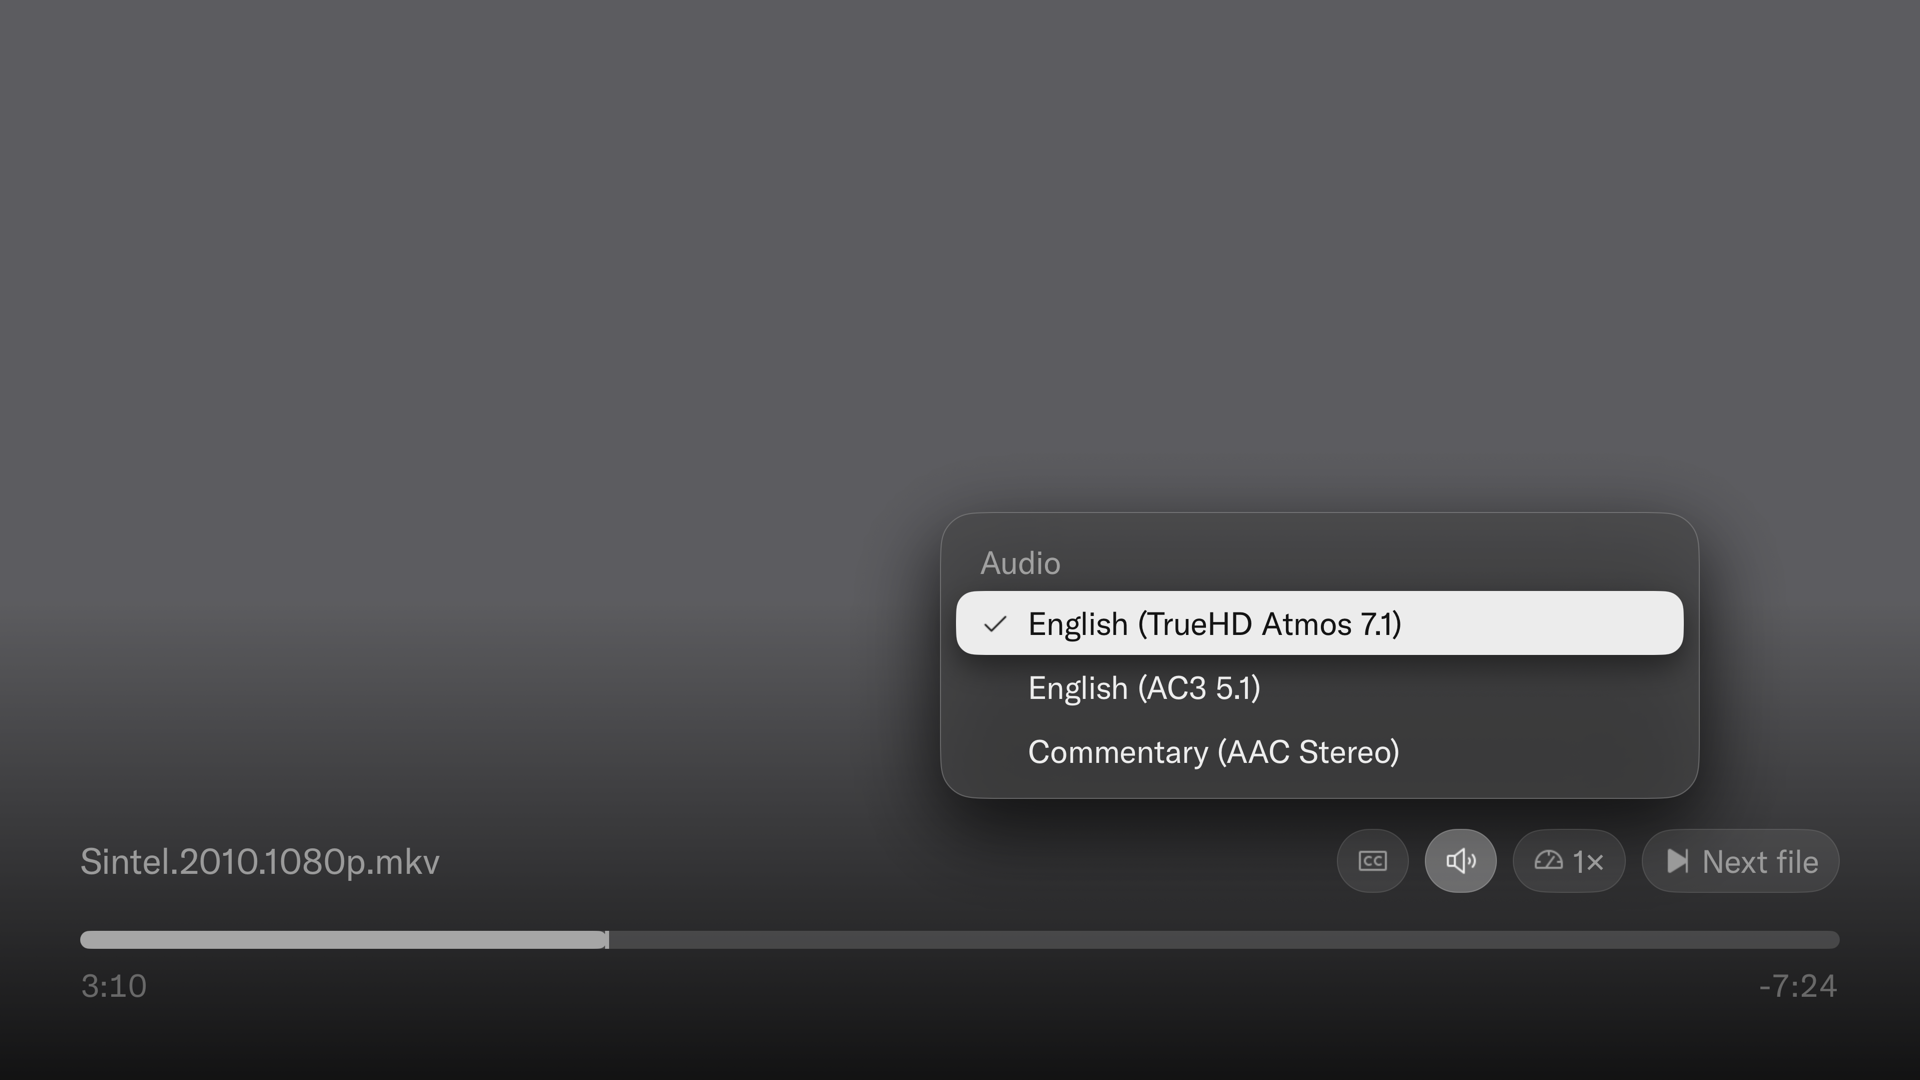 Audio
English (TrueHD Atmos 7.1)
English (AC3 5.1)
Commentary (AAC Stereo)
Sintel.2010.1080p.mkv
CC
1×
Next file
3:10
-7:24